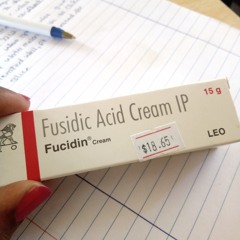 Fusidic Acid Cream IP
15 g
Fucidin® Cream
$18.65
LEO